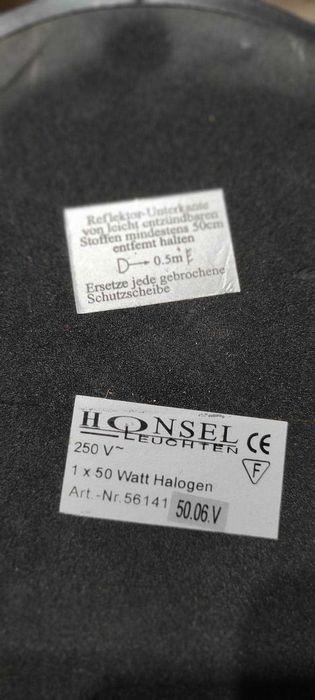 Reflektor-Unterkante
von leicht entzündbaren
Stoffen mindestens 50cm
entfernt halten
0.5m
Ersetze jede gebrochene
Schutzscheibe
HONSEL
LEUCHTEN
CE
250 V~
F
1 x 50 Watt Halogen
Art.-Nr.56141 50.06.V